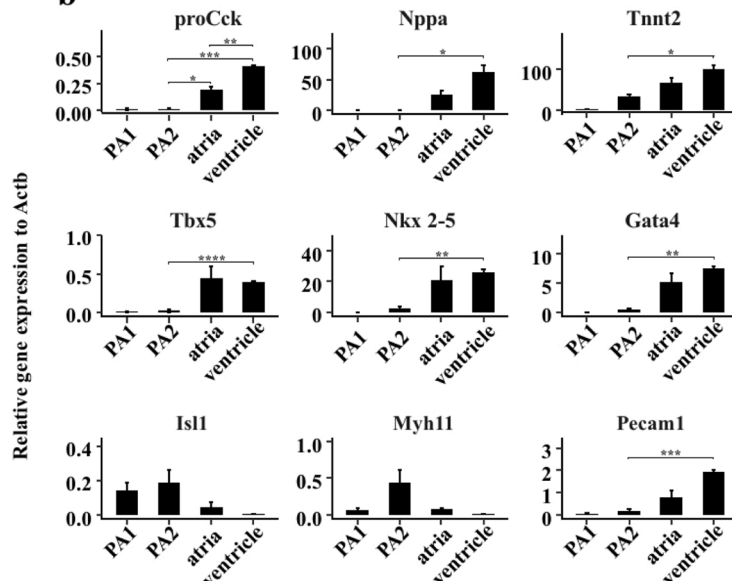 b
proCck
Nppa
Tnnt2
**
***
*
*
*
0.50
0.25
0.00
100
50
0
100
0
PA1 PA2 atria ventricle
PA1 PA2 atria ventricle
PA1 PA2 atria ventricle
Relative gene expression to Actb
Tbx5
Nkx 2-5
Gata4
****
**
**
1.0
0.5
0.0
40
20
0
10
5
0
PA1 PA2 atria ventricle
PA1 PA2 atria ventricle
PA1 PA2 atria ventricle
Isl1
Myh11
Pecam1
***
0.4
0.2
0.0
1.0
0.5
0.0
3
2
1
0
PA1 PA2 atria ventricle
PA1 PA2 atria ventricle
PA1 PA2 atria ventricle